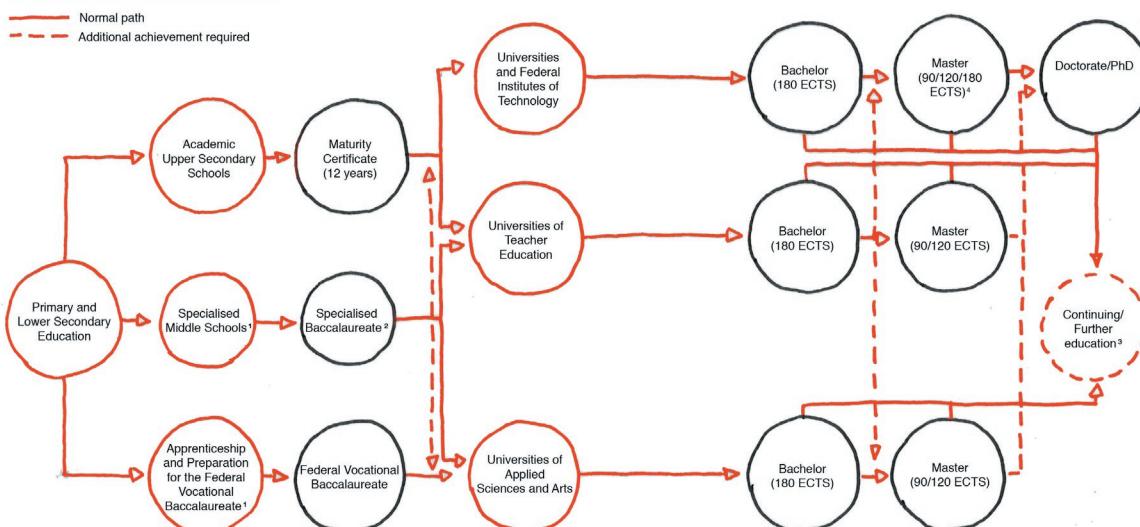 Normal path
Additional achievement required
Universities
and Federal
Institutes of
Technology
Bachelor
(180 ECTS)
Master
(90/120/180
ECTS)⁴
Doctorate/PhD
Academic
Upper Secondary
Schools
Maturity
Certificate
(12 years)
Universities of
Teacher
Education
Bachelor
(180 ECTS)
Master
(90/120 ECTS)
Primary and
Lower Secondary
Education
Specialised
Middle Schools¹
Specialised
Baccalaureate²
Continuing/
Further
education³
Apprenticeship
and Preparation
for the Federal
Vocational
Baccalaureate¹
Federal Vocational
Baccalaureate
Universities
of Applied
Sciences and Arts
Bachelor
(180 ECTS)
Master
(90/120 ECTS)